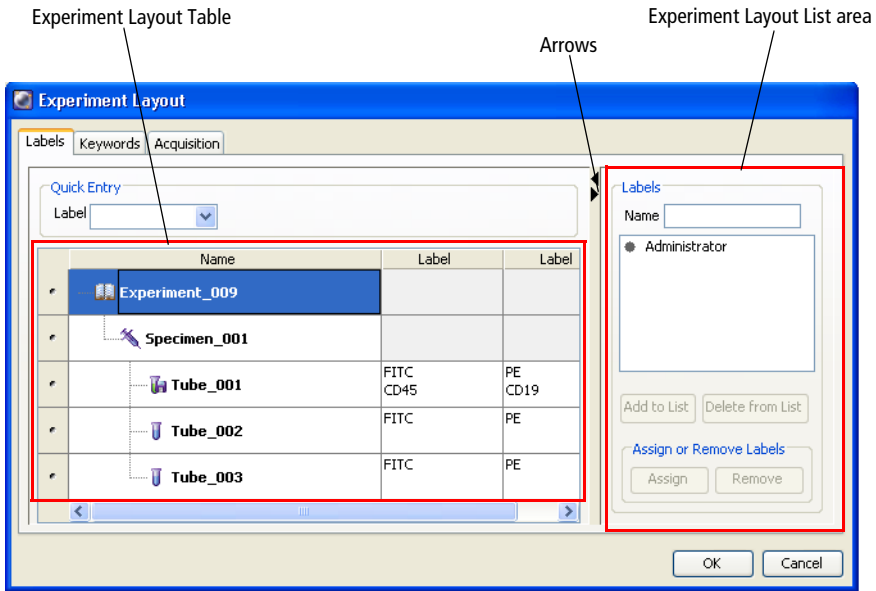 Experiment Layout Table
Experiment Layout List area
Arrows
Experiment Layout
Labels Keywords Acquisition
Quick Entry
Label
Name Label Label
Experiment_009
Specimen_001
Tube_001 FITC PE
CD45 CD19
Tube_002 FITC PE
Tube_003 FITC PE
Labels
Name
Administrator
Add to List Delete from List
Assign or Remove Labels
Assign Remove
OK Cancel